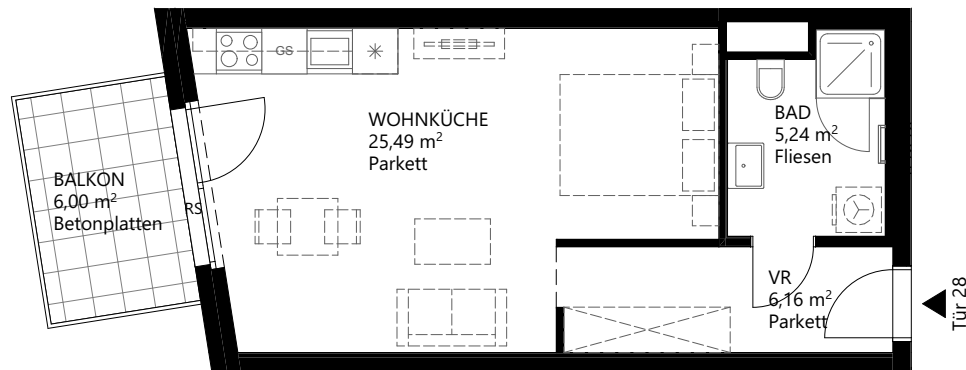 GS
WOHNKÜCHE
25,49 m²
Parkett
BAD
5,24 m²
Fliesen
BALKON
6,00 m²
Betonplatten
RS
VR
6,16 m²
Parkett
Tür 28